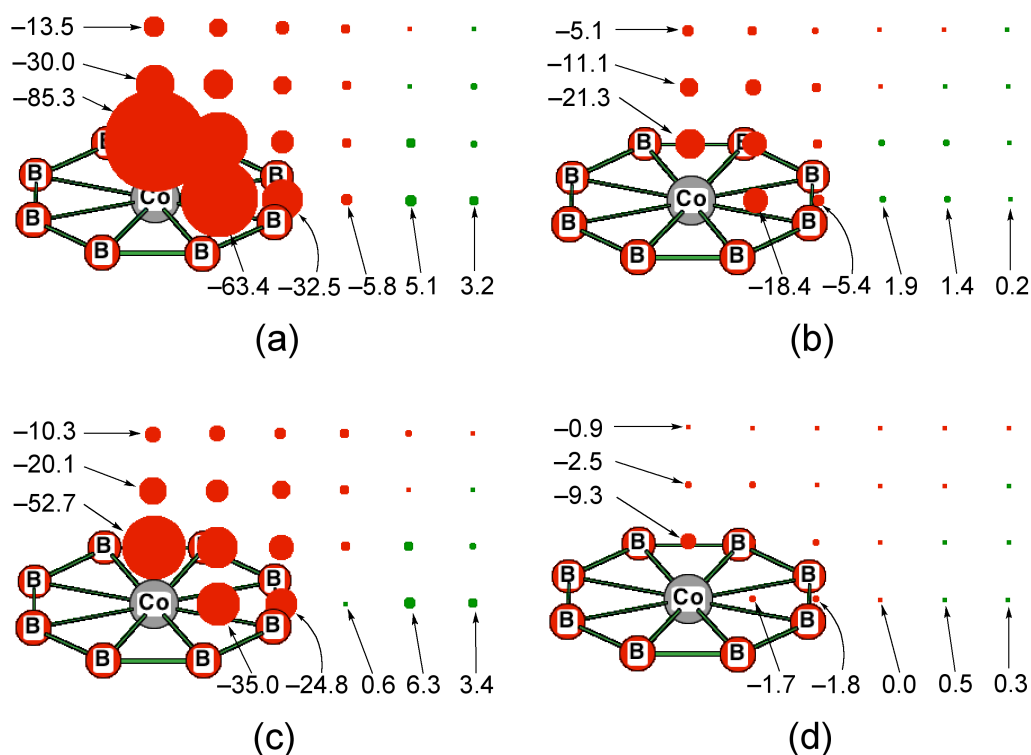 –13.5
–30.0
–85.3
B
B
B
B
B
B
B
Co
–63.4 –32.5 –5.8 5.1 3.2
(a)
–5.1
–11.1
–21.3
B
B
B
B
B
B
B
B
Co
–18.4 –5.4 1.9 1.4 0.2
(b)
–10.3
–20.1
–52.7
B
B
B
B
B
B
B
B
Co
–35.0 –24.8 0.6 6.3 3.4
(c)
–0.9
–2.5
–9.3
B
B
B
B
B
B
B
B
Co
–1.7 –1.8 0.0 0.5 0.3
(d)